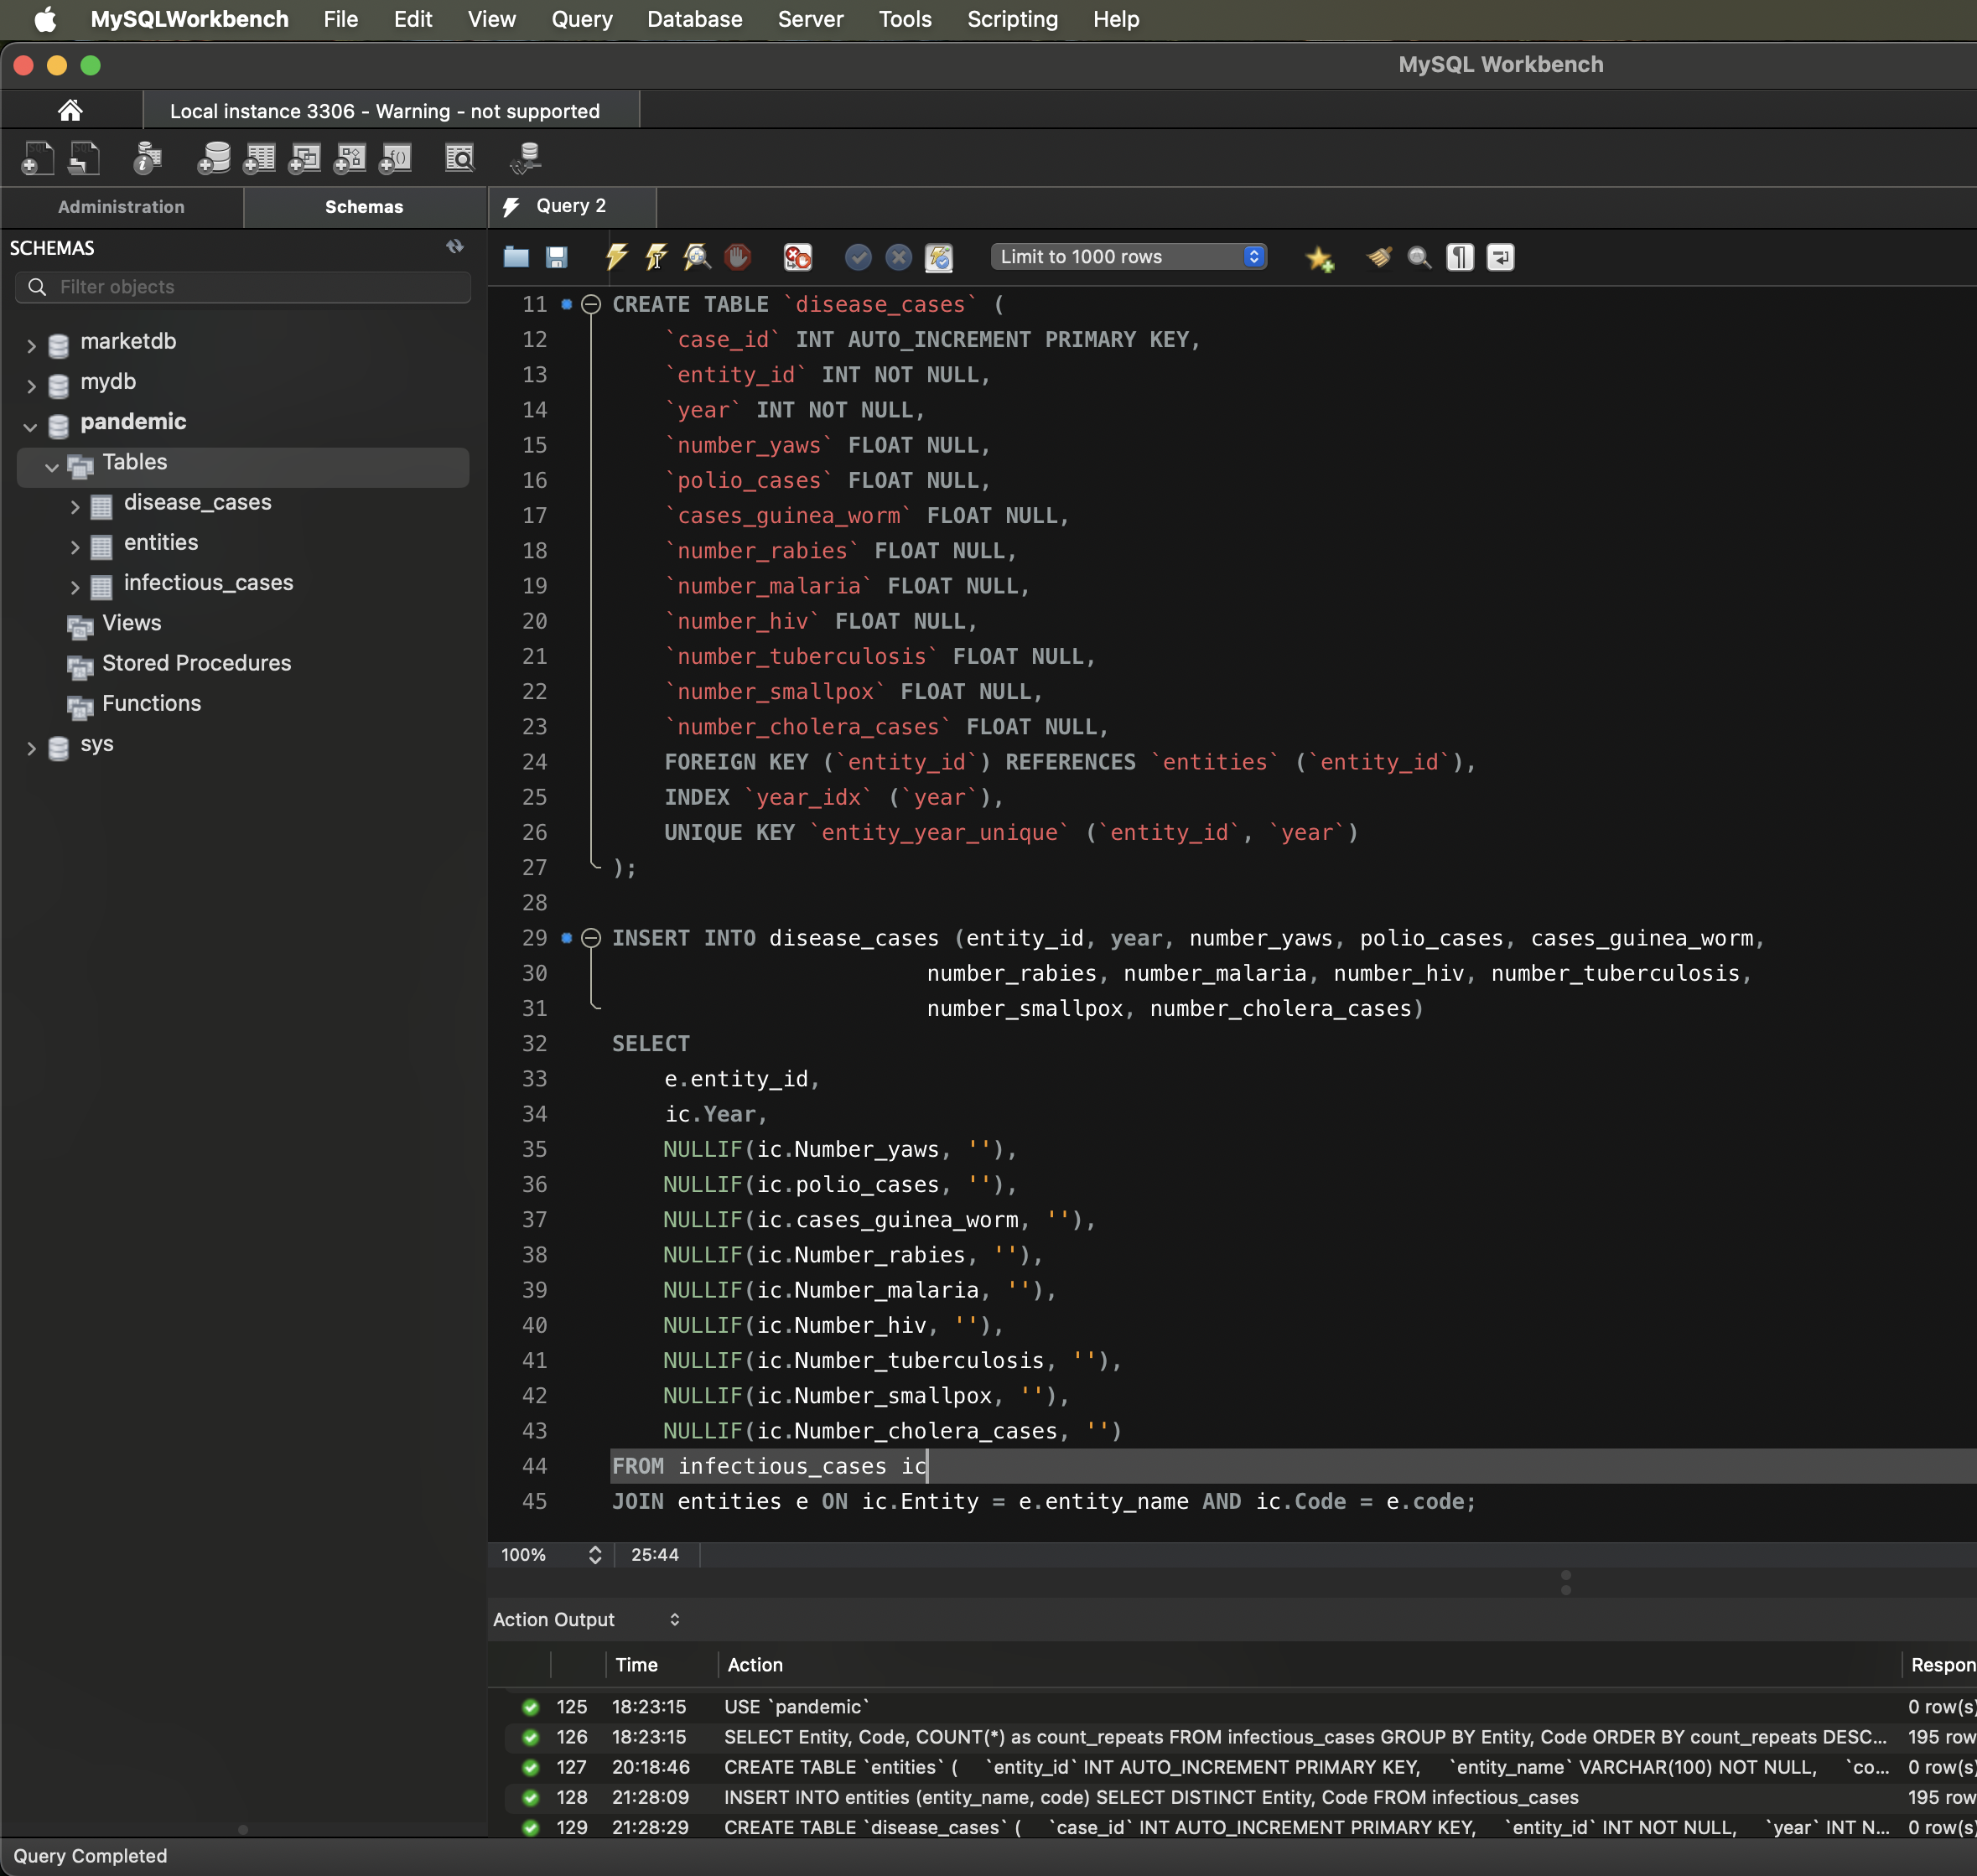 MySQLWorkbench File Edit View Query Database Server Tools Scripting Help
MySQL Workbench
Local instance 3306 - Warning - not supported
Administration Schemas Query 2
SCHEMAS
Limit to 1000 rows
Filter objects
marketdb
mydb
pandemic
Tables
disease_cases
entities
infectious_cases
Views
Stored Procedures
Functions
sys
11 CREATE TABLE `disease_cases` (
12 `case_id` INT AUTO_INCREMENT PRIMARY KEY,
13 `entity_id` INT NOT NULL,
14 `year` INT NOT NULL,
15 `number_yaws` FLOAT NULL,
16 `polio_cases` FLOAT NULL,
17 `cases_guinea_worm` FLOAT NULL,
18 `number_rabies` FLOAT NULL,
19 `number_malaria` FLOAT NULL,
20 `number_hiv` FLOAT NULL,
21 `number_tuberculosis` FLOAT NULL,
22 `number_smallpox` FLOAT NULL,
23 `number_cholera_cases` FLOAT NULL,
24 FOREIGN KEY (`entity_id`) REFERENCES `entities` (`entity_id`),
25 INDEX `year_idx` (`year`),
26 UNIQUE KEY `entity_year_unique` (`entity_id`, `year`)
27 );
28
29 INSERT INTO disease_cases (entity_id, year, number_yaws, polio_cases, cases_guinea_worm,
30 number_rabies, number_malaria, number_hiv, number_tuberculosis,
31 number_smallpox, number_cholera_cases)
32 SELECT
33 e.entity_id,
34 ic.Year,
35 NULLIF(ic.Number_yaws, ''),
36 NULLIF(ic.polio_cases, ''),
37 NULLIF(ic.cases_guinea_worm, ''),
38 NULLIF(ic.Number_rabies, ''),
39 NULLIF(ic.Number_malaria, ''),
40 NULLIF(ic.Number_hiv, ''),
41 NULLIF(ic.Number_tuberculosis, ''),
42 NULLIF(ic.Number_smallpox, ''),
43 NULLIF(ic.Number_cholera_cases, '')
44 FROM infectious_cases ic
45 JOIN entities e ON ic.Entity = e.entity_name AND ic.Code = e.code;
100% 25:44
Action Output
Time Action Respon
125 18:23:15 USE `pandemic` 0 row(s)
126 18:23:15 SELECT Entity, Code, COUNT(*) as count_repeats FROM infectious_cases GROUP BY Entity, Code ORDER BY count_repeats DESC... 195 row
127 20:18:46 CREATE TABLE `entities` ( `entity_id` INT AUTO_INCREMENT PRIMARY KEY, `entity_name` VARCHAR(100) NOT NULL, `co... 0 row(s)
128 21:28:09 INSERT INTO entities (entity_name, code) SELECT DISTINCT Entity, Code FROM infectious_cases 195 row
129 21:28:29 CREATE TABLE `disease_cases` ( `case_id` INT AUTO_INCREMENT PRIMARY KEY, `entity_id` INT NOT NULL, `year` INT N... 0 row(s)
Query Completed